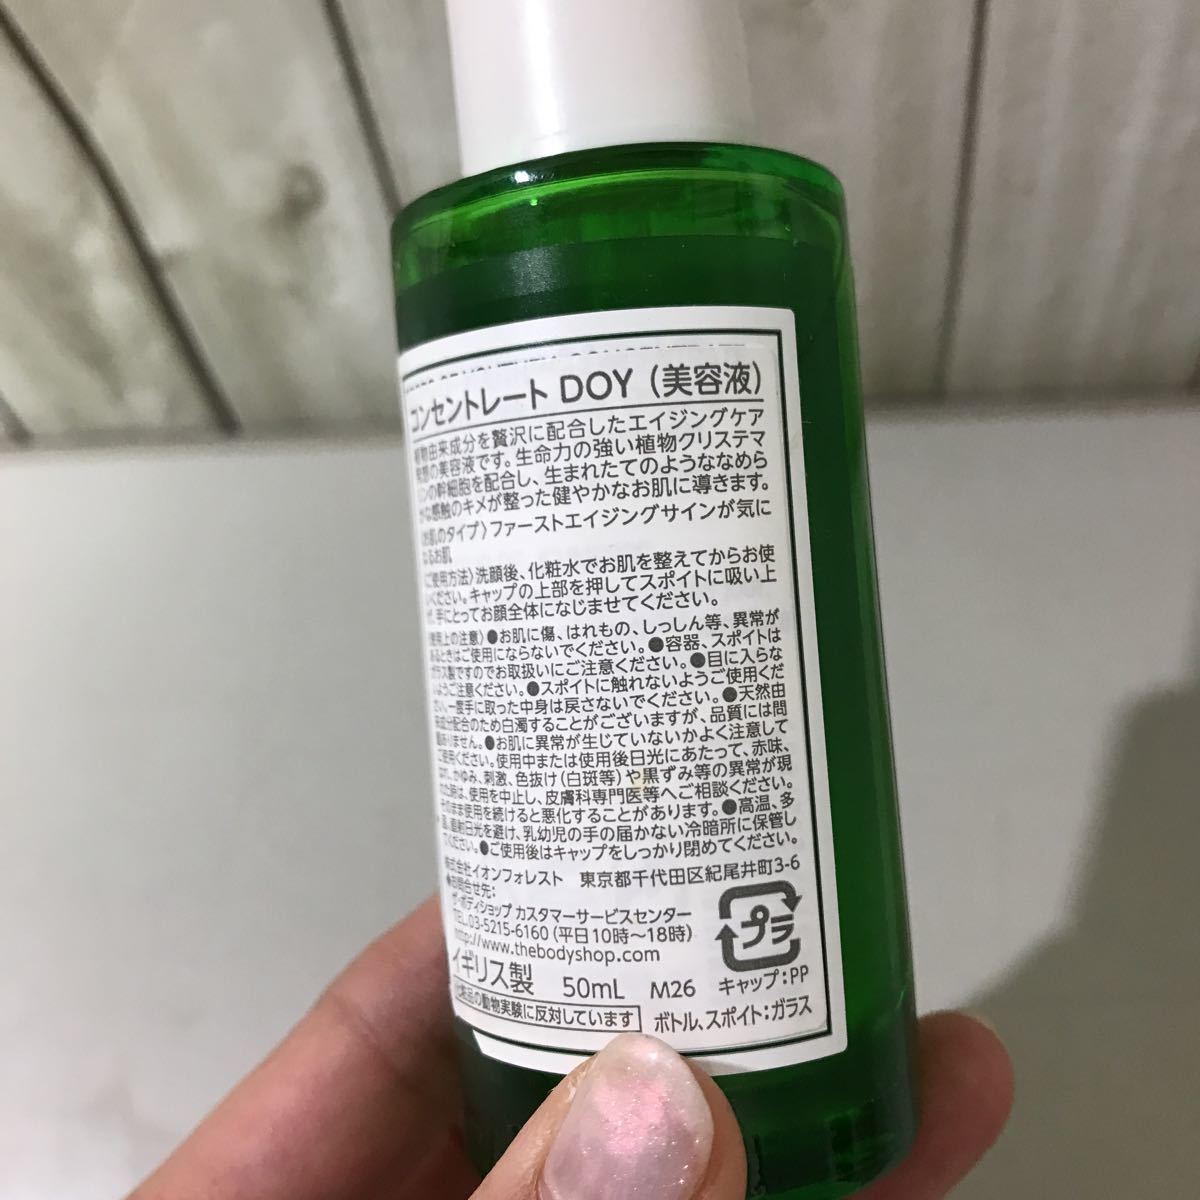 コンセントレート DOY（美容液）
由来成分を贅沢に配合したエイジングケア
発想の美容液です。生命力の強い植物クリステマ
ンの幹細胞を配合し、生まれたてのようななめら
かな感触のキメが整った健やかなお肌に導きます。
お肌のタイプ〉ファーストエイジングサインが気に
なるお肌
ご使用方法〉洗顔後、化粧水でお肌を整えてからお使
ください。キャップの上部を押してスポイトに吸い上
げ、手にとってお顔全体になじませてください。
使用上の注意〉●お肌に傷、はれもの、しっしん等、異常が
あるときはご使用にならないでください。●容器、スポイトは
ガラス製ですのでお取扱いにご注意ください。●目に入らな
ようご注意ください。●スポイトに触れないようご使用くだ
い。一度手に取った中身は戻さないでください。●天然由
来成分配合のため白濁することがございますが、品質には問
題ありません。●お肌に異常が生じていないかよく注意して
ご使用ください。使用中または使用後日光にあたって、赤味、
はれ、かゆみ、刺激、色抜け（白斑等）や黒ずみ等の異常が現
れた時は、使用を中止し、皮膚科専門医等へご相談ください。
そのまま使用を続けると悪化することがあります。●高温、多
湿、直射日光を避け、乳幼児の手の届かない冷暗所に保管し
ください。●ご使用後はキャップをしっかり閉めてください。
株式会社イオンフォレスト 東京都千代田区紀尾井町3-6
●お問合せ先：
ザ・ボディショップ カスタマーサービスセンター
TEL.03-5215-6160（平日10時～18時）
http://www.thebodyshop.com
プラ
イギリス製 50mL M26 キャップ：PP
化粧品の動物実験に反対しています ボトル、スポイト：ガラス